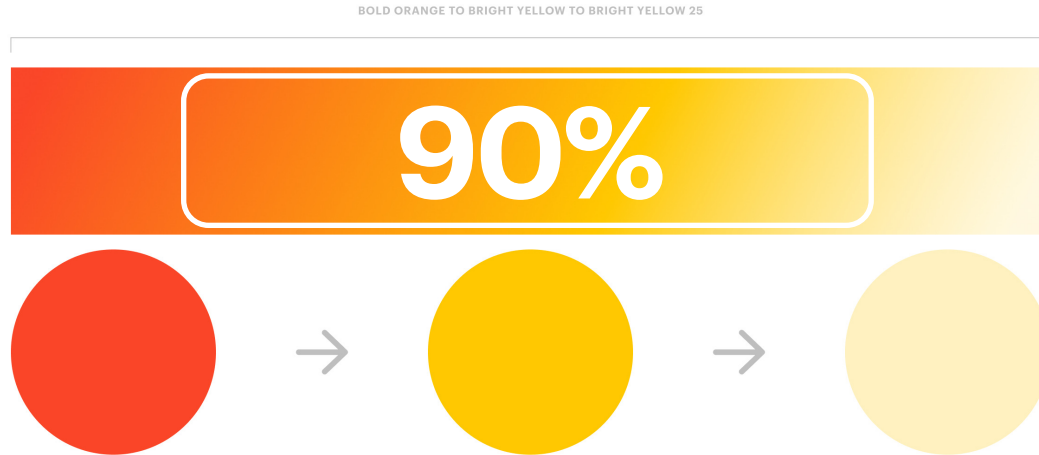 BOLD ORANGE TO BRIGHT YELLOW TO BRIGHT YELLOW 25
90%